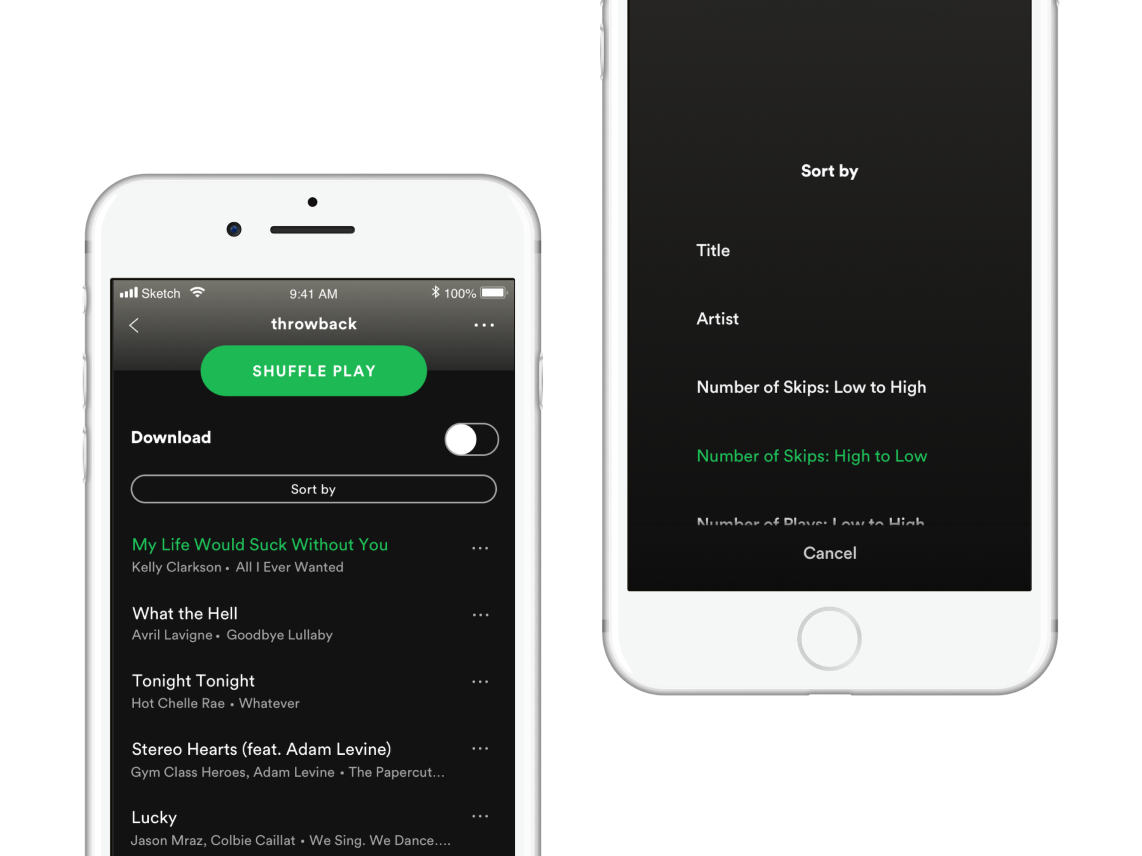 Sketch 9:41 AM 100%
throwback
SHUFFLE PLAY
Download
Sort by
My Life Would Suck Without You
Kelly Clarkson • All I Ever Wanted
What the Hell
Avril Lavigne • Goodbye Lullaby
Tonight Tonight
Hot Chelle Rae • Whatever
Stereo Hearts (feat. Adam Levine)
Gym Class Heroes, Adam Levine • The Papercut...
Lucky
Jason Mraz, Colbie Caillat • We Sing. We Dance....
Sort by
Title
Artist
Number of Skips: Low to High
Number of Skips: High to Low
Number of Plays: Low to High
Cancel